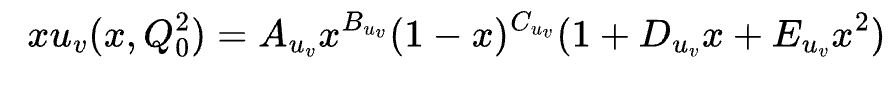 xu_v(x, Q_0^2) = A_{u_v} x^{B_{u_v}} (1 − x)^{C_{u_v}} (1 + D_{u_v} x + E_{u_v} x^2)